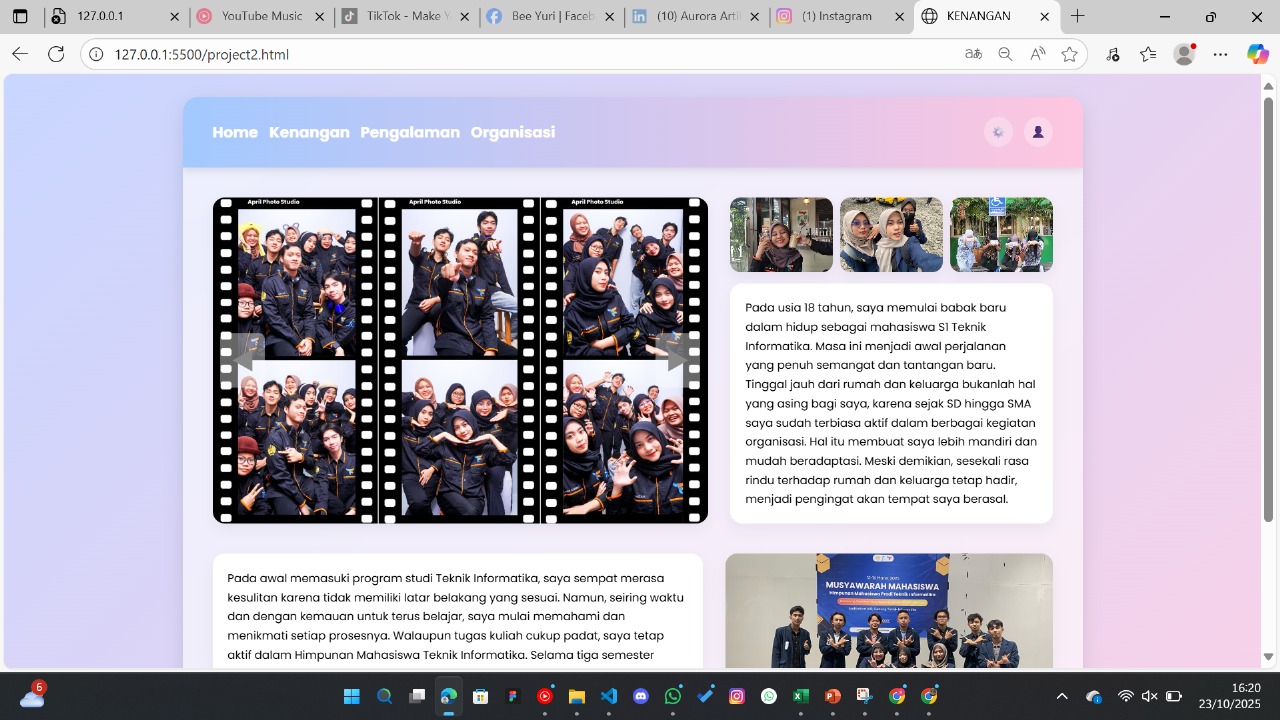 127.0.0.1
YouTube Music
TikTok - Make Y
Bee Yuri | Faceb
(10) Aurora Arti
(1) Instagram
KENANGAN
127.0.0.1:5500/project2.html
Home Kenangan Pengalaman Organisasi
April Photo Studio April Photo Studio April Photo Studio
Pada usia 18 tahun, saya memulai babak baru
dalam hidup sebagai mahasiswa S1 Teknik
Informatika. Masa ini menjadi awal perjalanan
yang penuh semangat dan tantangan baru.
Tinggal jauh dari rumah dan keluarga bukanlah hal
yang asing bagi saya, karena sejak SD hingga SMA
saya sudah terbiasa aktif dalam berbagai kegiatan
organisasi. Hal itu membuat saya lebih mandiri dan
mudah beradaptasi. Meski demikian, sesekali rasa
rindu terhadap rumah dan keluarga tetap hadir,
menjadi pengingat akan tempat saya berasal.
Pada awal memasuki program studi Teknik Informatika, saya sempat merasa
kesulitan karena tidak memiliki latar belakang yang sesuai. Namun, seiring waktu
dan dengan kemauan untuk terus belajar, saya mulai memahami dan
menikmati setiap prosesnya. Walaupun tugas kuliah cukup padat, saya tetap
aktif dalam Himpunan Mahasiswa Teknik Informatika. Selama tiga semester
MUSYAWARAH MAHASISWA
Himpunan Mahasiswa Prodi Teknik Informatika
6
16:20
23/10/2025